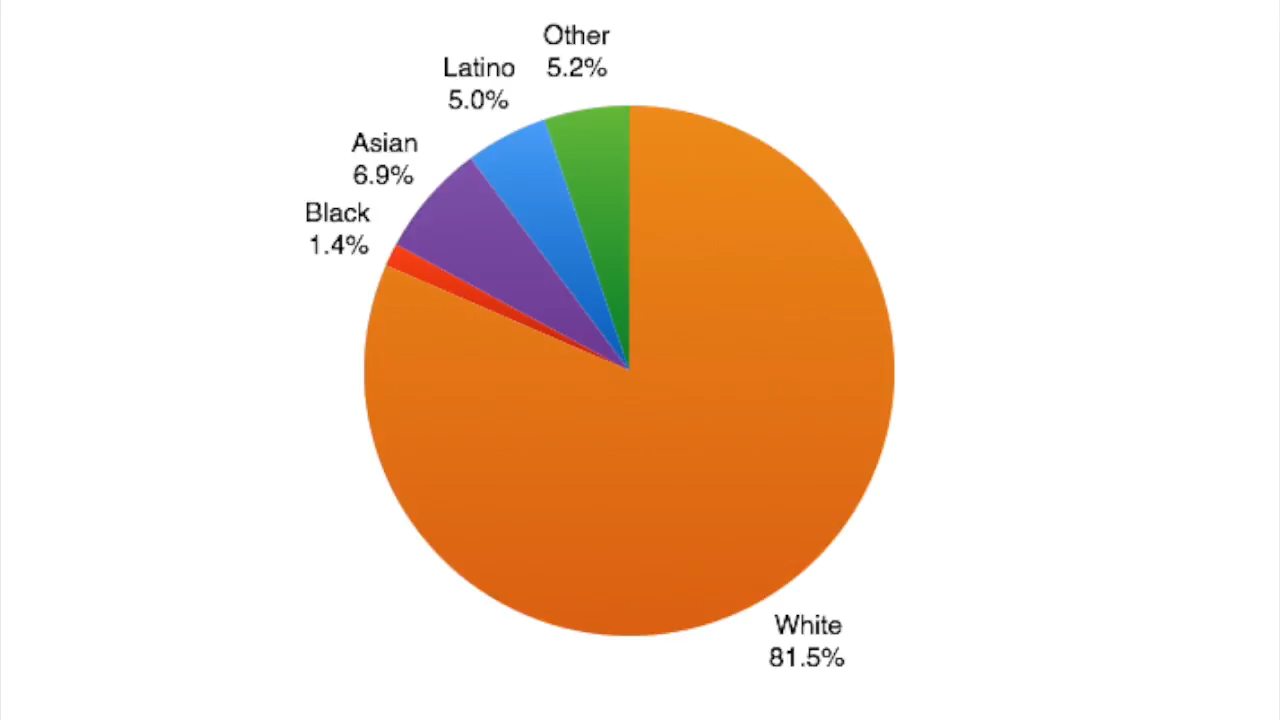 Other
5.2%
Latino
5.0%
Asian
6.9%
Black
1.4%
White
81.5%